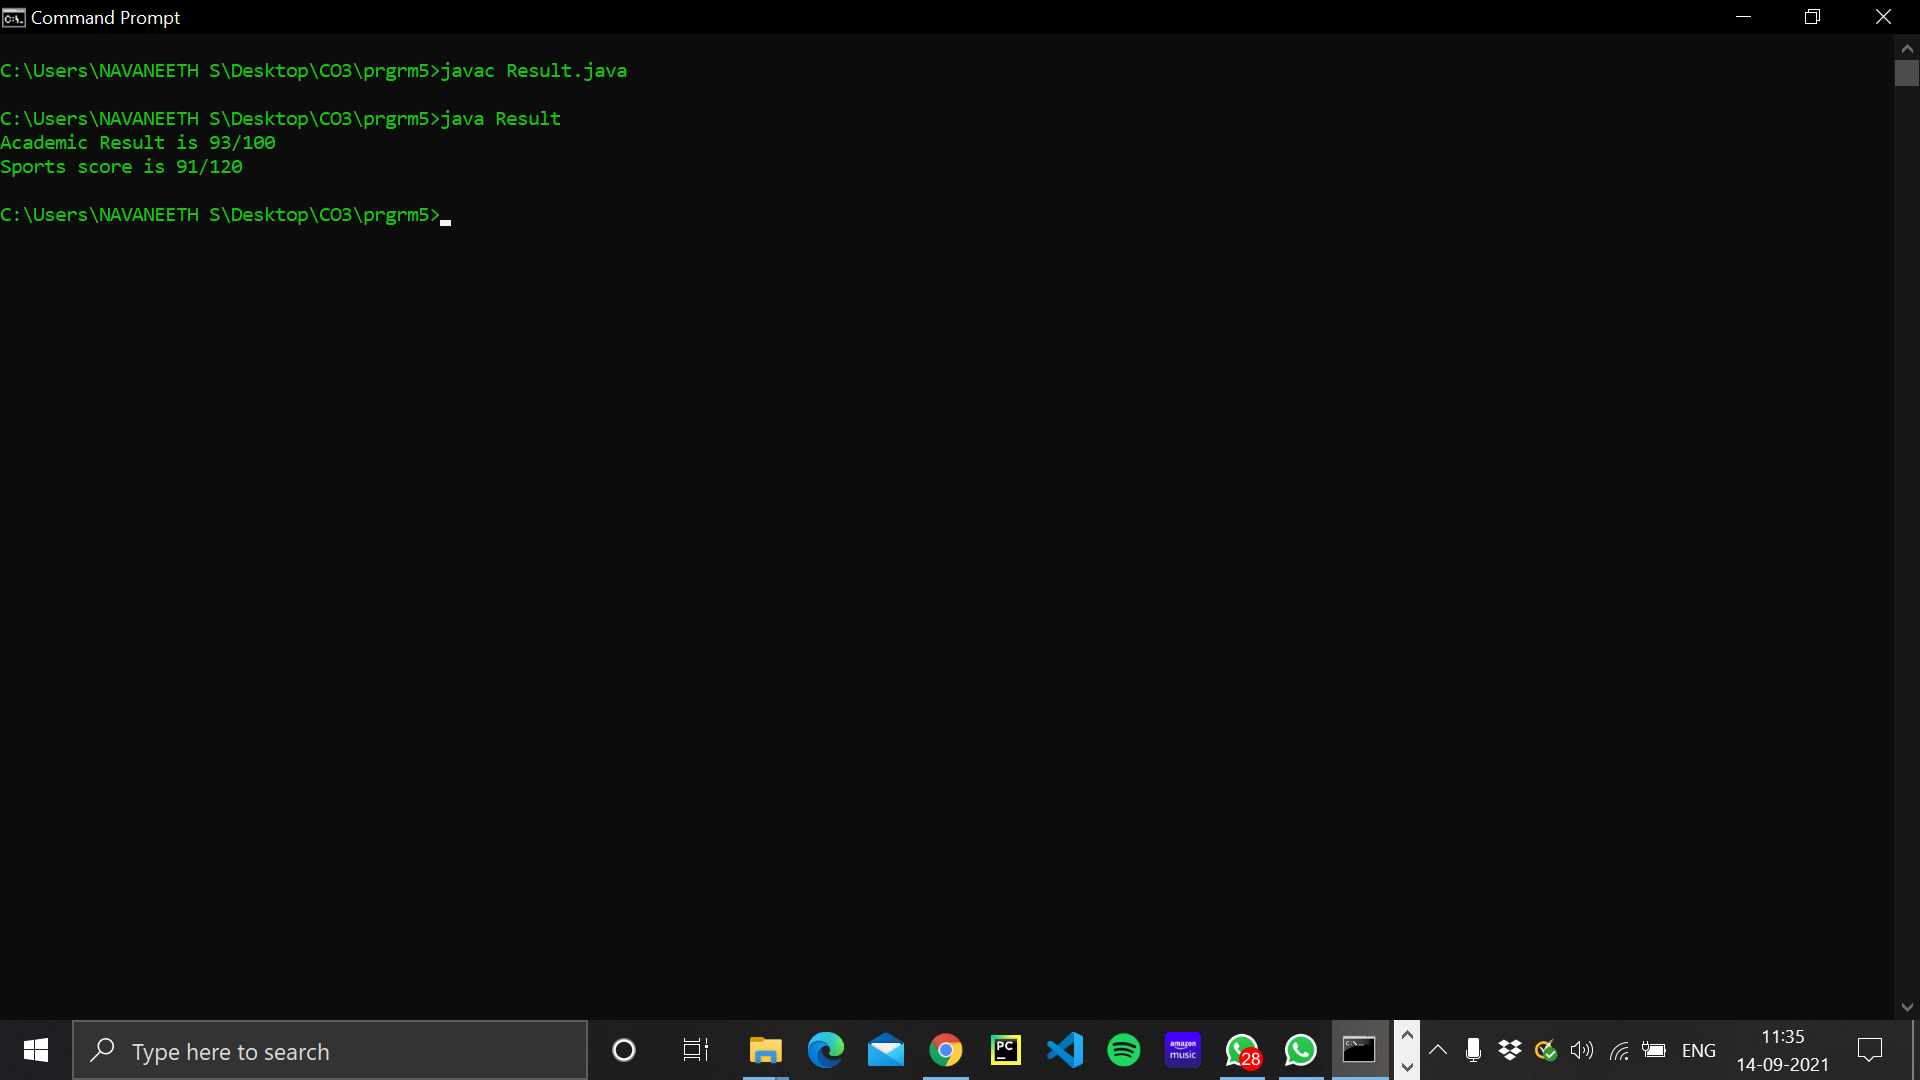 Command Prompt
C:\Users\NAVANEETH S\Desktop\CO3\prgrm5>javac Result.java
C:\Users\NAVANEETH S\Desktop\CO3\prgrm5>java Result
Academic Result is 93/100
Sports score is 91/120
C:\Users\NAVANEETH S\Desktop\CO3\prgrm5>
Type here to search
PC
amazon music
28
ENG
11:35
14-09-2021